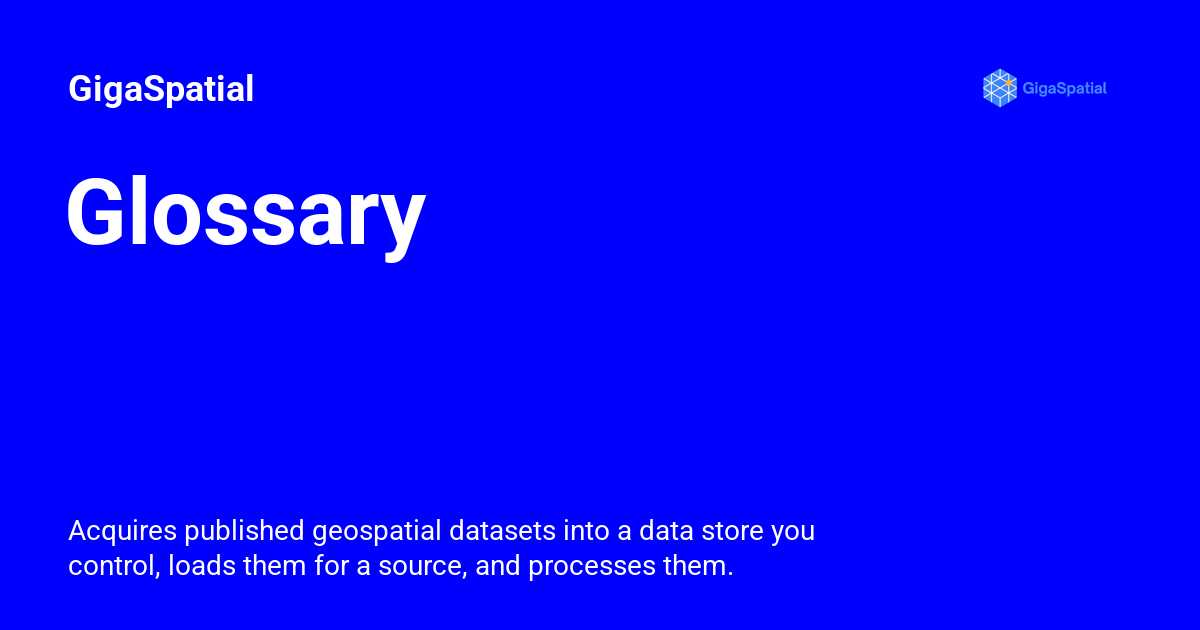 GigaSpatial
GigaSpatial
Glossary
Acquires published geospatial datasets into a data store you
control, loads them for a source, and processes them.